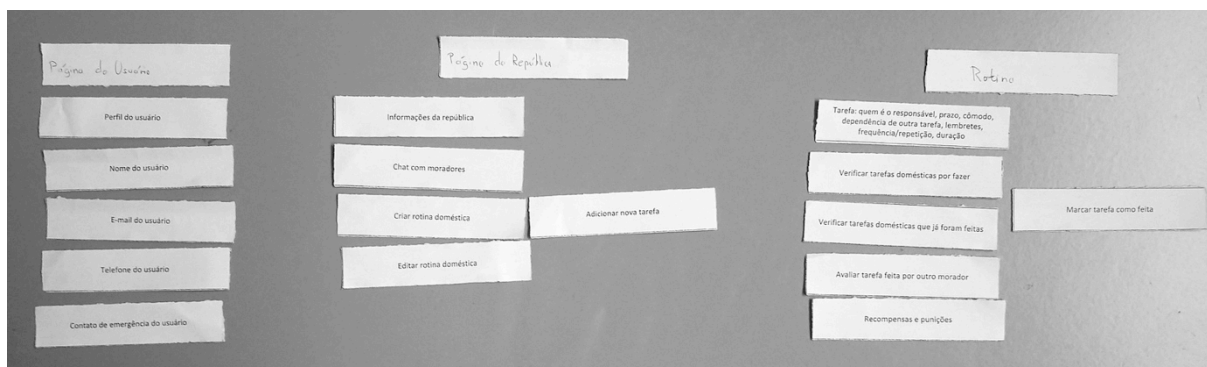 Página do Usuário
Perfil do usuário
Nome do usuário
E-mail do usuário
Telefone do usuário
Contato de emergência do usuário
Página da República
Informações da república
Chat com moradores
Criar rotina doméstica
Adicionar nova tarefa
Editar rotina doméstica
Rotina
Tarefa: quem é o responsável, prazo, cômodo,
dependência de outra tarefa, lembretes,
frequência/repetição, duração
Verificar tarefas domésticas por fazer
Verificar tarefas domésticas que já foram feitas
Marcar tarefa como feita
Avaliar tarefa feita por outro morador
Recompensas e punições